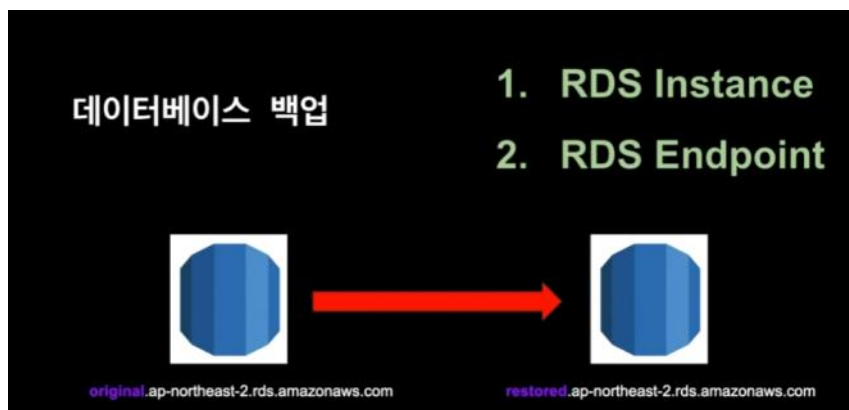 데이터베이스 백업
1. RDS Instance
2. RDS Endpoint
original.ap-northeast-2.rds.amazonaws.com
restored.ap-northeast-2.rds.amazonaws.com